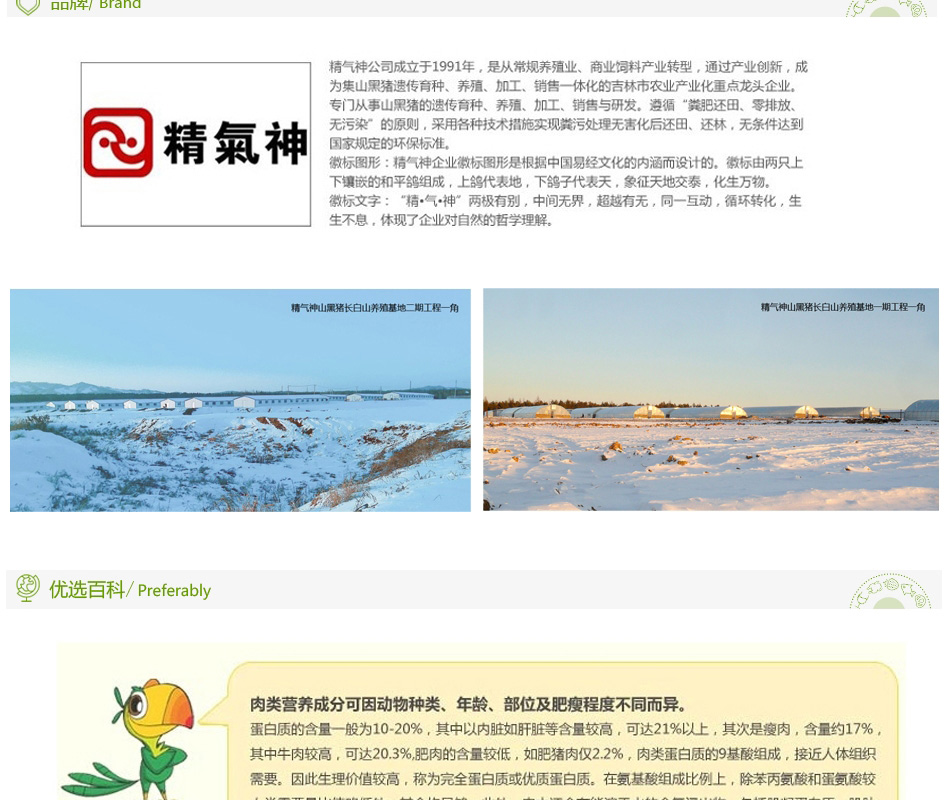 品牌/ Brand
精氣神
精气神公司成立于1991年，是从常规养殖业、商业饲料产业转型，通过产业创新，成
为集山黑猪遗传育种、养殖、加工、销售一体化的吉林市农业产业化重点龙头企业。
专门从事山黑猪的遗传育种、养殖、加工、销售与研发。遵循“粪肥还田、零排放、
无污染”的原则，采用各种技术措施实现粪污处理无害化后还田、还林，无条件达到
国家规定的环保标准。
徽标图形：精气神企业徽标图形是根据中国易经文化的内涵而设计的。徽标由两只上
下镶嵌的和平鸽组成，上鸽代表地，下鸽子代表天，象征天地交泰，化生万物。
徽标文字：“精•气•神”两极有别，中间无界，超越有无，同一互动，循环转化，生
生不息，体现了企业对自然的哲学理解。
精气神山黑猪长白山养殖基地二期工程一角
精气神山黑猪长白山养殖基地一期工程一角
优选百科/ Preferably
肉类营养成分可因动物种类、年龄、部位及肥瘦程度不同而异。
蛋白质的含量一般为10-20%，其中以内脏如肝脏等含量较高，可达21%以上，其次是瘦肉，含量约17%，
其中牛肉较高，可达20.3%,肥肉的含量较低，如肥猪肉仅2.2%，肉类蛋白质的9基酸组成，接近人体组织
需要。因此生理价值较高，称为完全蛋白质或优质蛋白质。在氨基酸组成比例上，除苯丙氨酸和蛋氨酸较